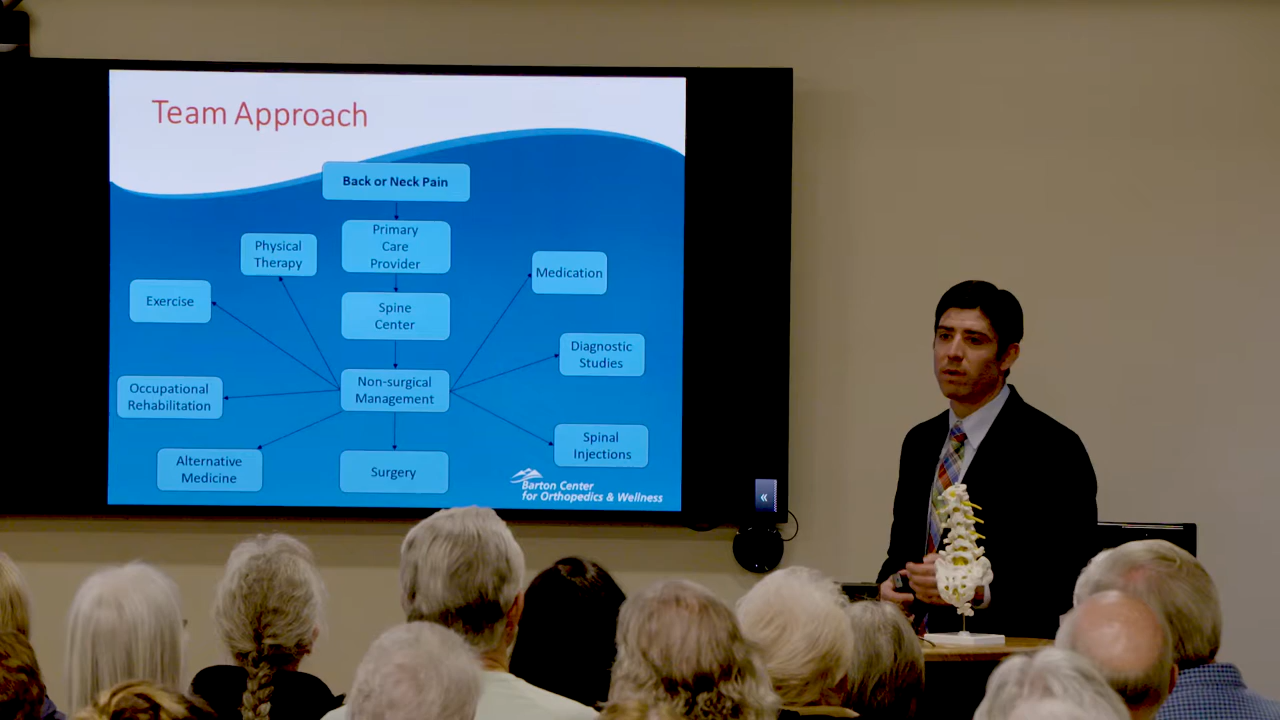 Team Approach
Back or Neck Pain
Primary
Care
Provider
Physical
Therapy
Medication
Exercise
Spine
Center
Diagnostic
Studies
Non-surgical
Management
Occupational
Rehabilitation
Spinal
Injections
Alternative
Medicine
Surgery
Barton Center
for Orthopedics & Wellness
«